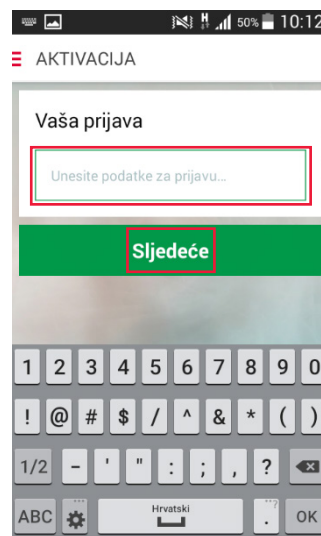 50% 10:12
AKTIVACIJA
Vaša prijava
Unesite podatke za prijavu...
Sljedeće
1 2 3 4 5 6 7 8 9 0
! @ # $ / ^ & * ( )
1/2 - ' " : ; , ?
ABC Hrvatski . OK